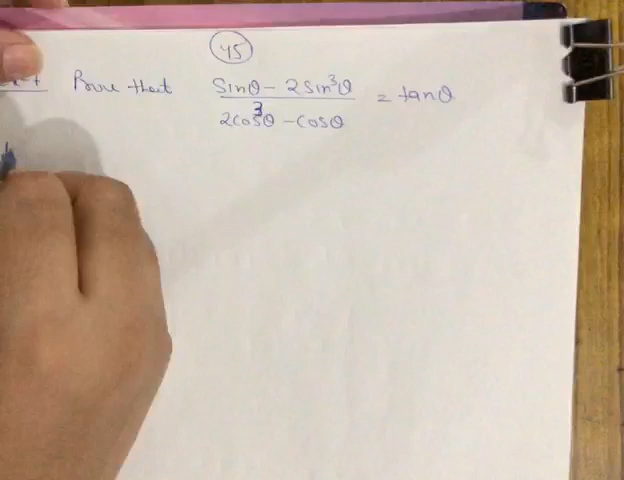 45
Prove that sinθ - 2sin³θ = tanθ
2cos³θ - cosθ